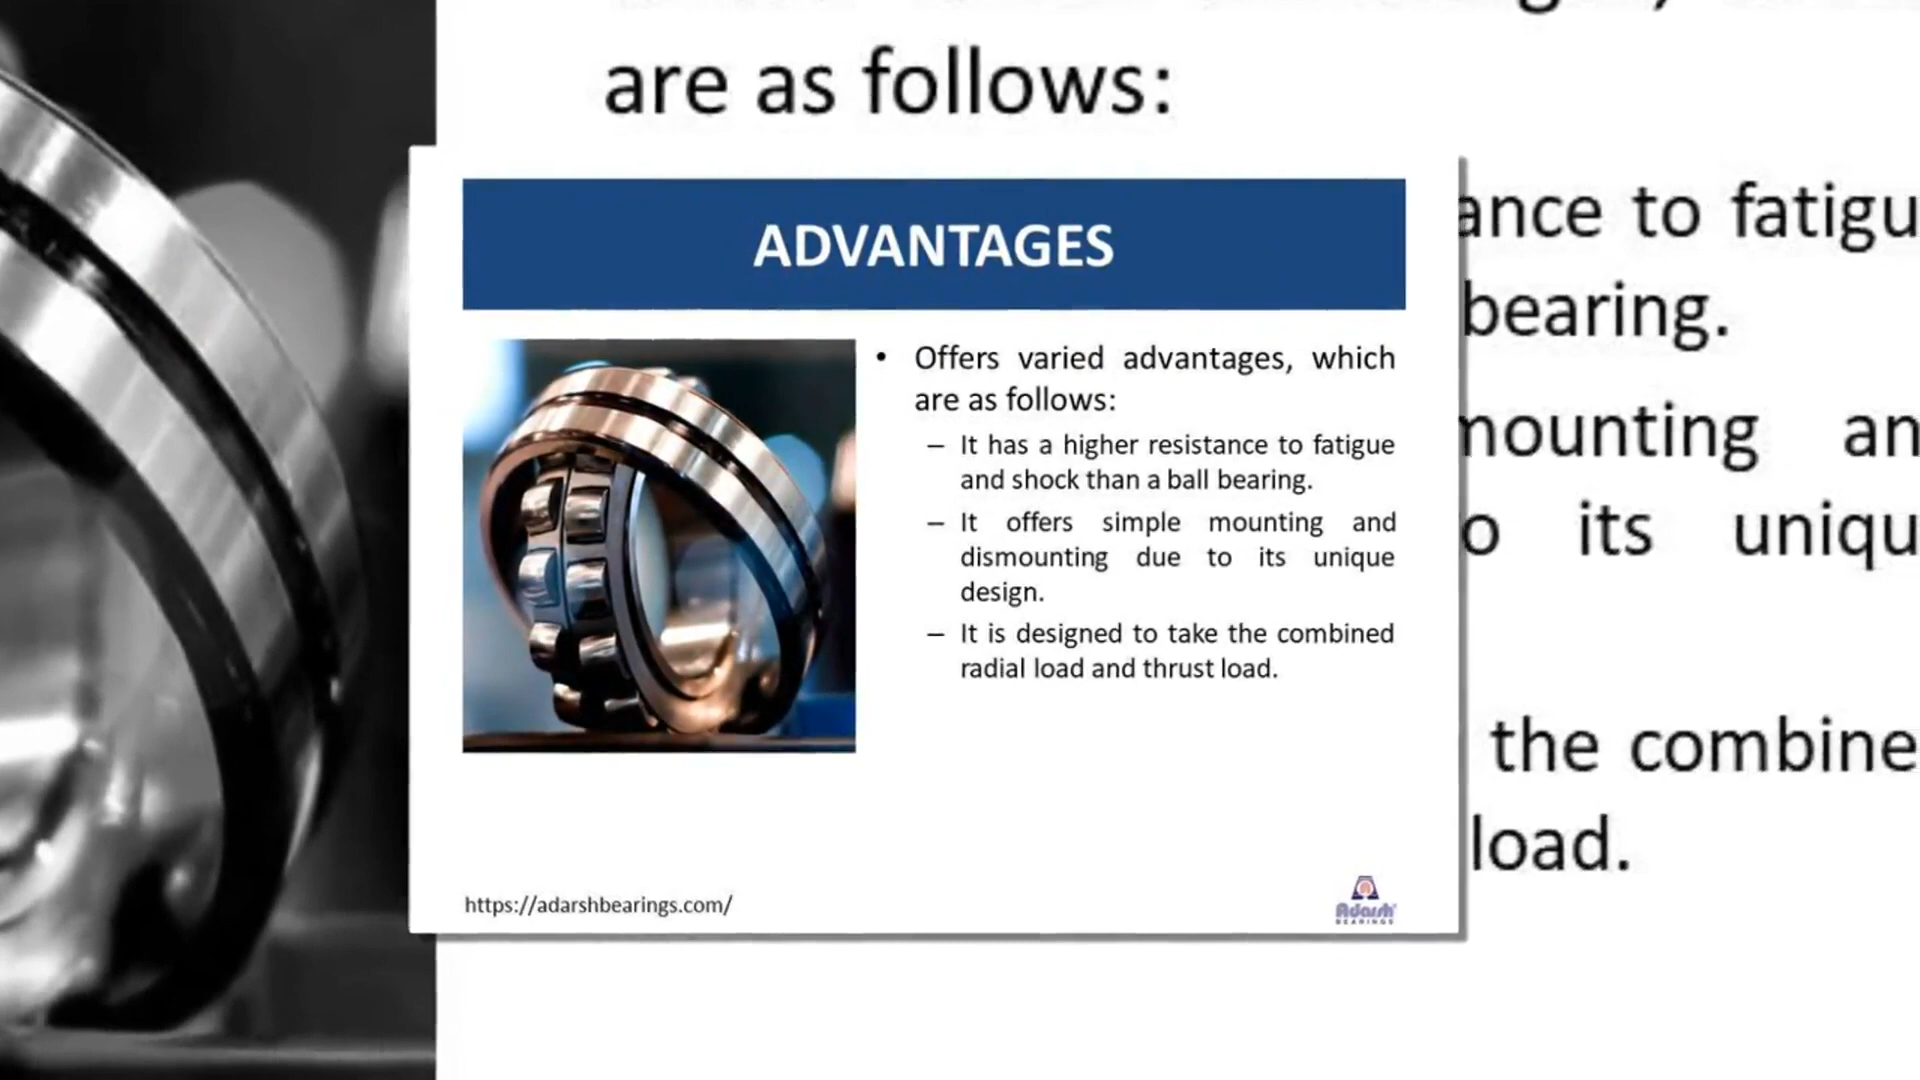 are as follows:
ance to fatigu
bearing.
mounting an
o its uniqu
the combine
load.
ADVANTAGES
• Offers varied advantages, which
are as follows:
– It has a higher resistance to fatigue
and shock than a ball bearing.
– It offers simple mounting and
dismounting due to its unique
design.
– It is designed to take the combined
radial load and thrust load.
https://adarshbearings.com/
Adarsh
BEARINGS